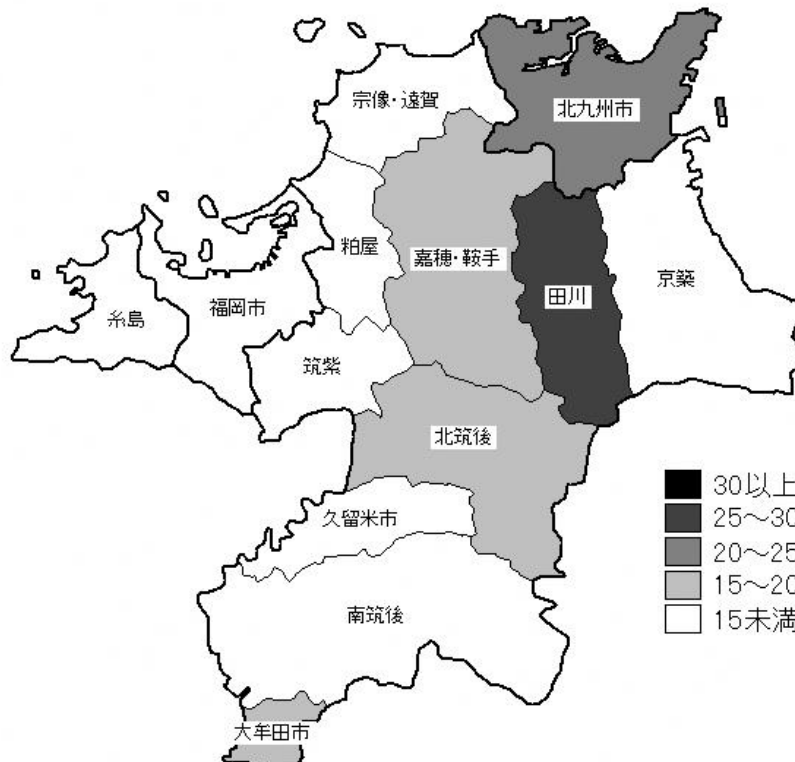 宗像・遠賀
北九州市
粕屋
嘉穂・鞍手
田川
京築
糸島
福岡市
筑紫
北筑後
久留米市
南筑後
大牟田市
30以上
25～30
20～25
15～20
15未満